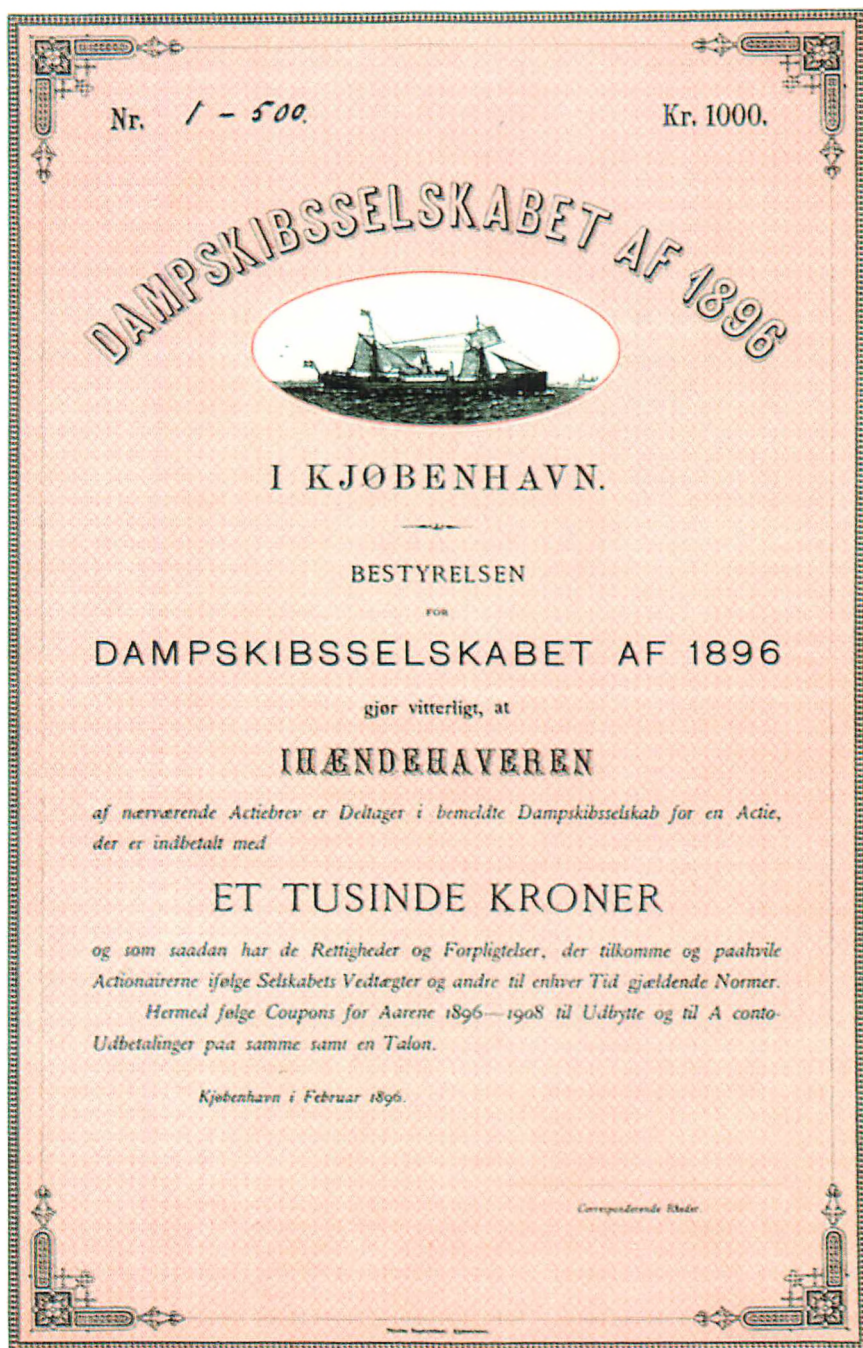 Nr. 1 - 500.
Kr. 1000.
DAMPSKIBSSELSKABET AF 1896
I KJØBENHAVN.
BESTYRELSEN
FOR
DAMPSKIBSSELSKABET AF 1896
gjør vitterligt, at
IHÆNDEHAVEREN
af nærværende Actiebrev er Deltager i bemeldte Dampskibsselskab for en Actie,
der er indbetalt med
ET TUSINDE KRONER
og som saadan har de Rettigheder og Forpligtelser, der tilkomme og paahvile
Actionairerne ifølge Selskabets Vedtægter og andre til enhver Tid gjældende Normer.
Hermed følge Coupons for Aarene 1896—1908 til Udbytte og til A conto-
Udbetalinger paa samme samt en Talon.
Kjøbenhavn i Februar 1896.
Corresponderende Rheder.